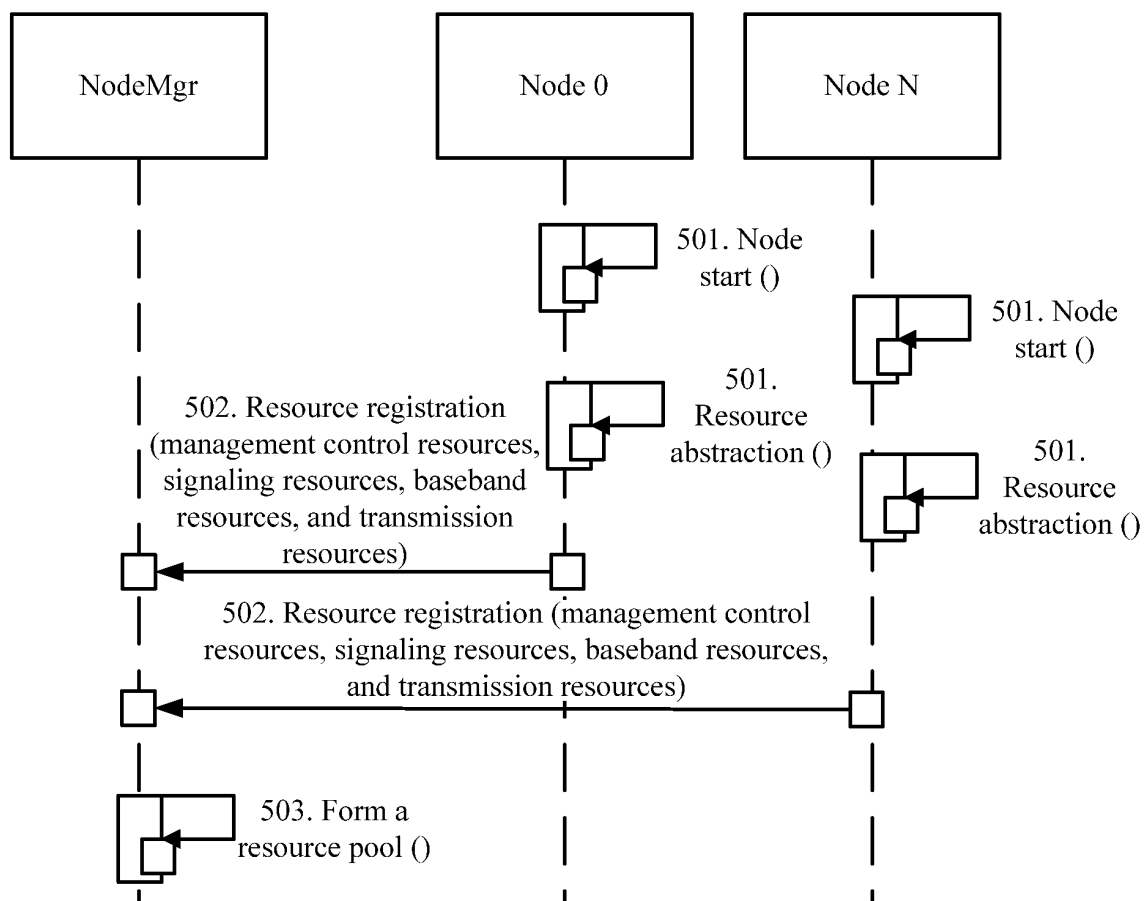 NodeMgr
Node 0
Node N
501. Node
start ()
501. Node
start ()
502. Resource registration
(management control resources,
signaling resources, baseband
resources, and transmission
resources)
501.
Resource
abstraction ()
501.
Resource
abstraction ()
502. Resource registration (management control
resources, signaling resources, baseband resources,
and transmission resources)
503. Form a
resource pool ()